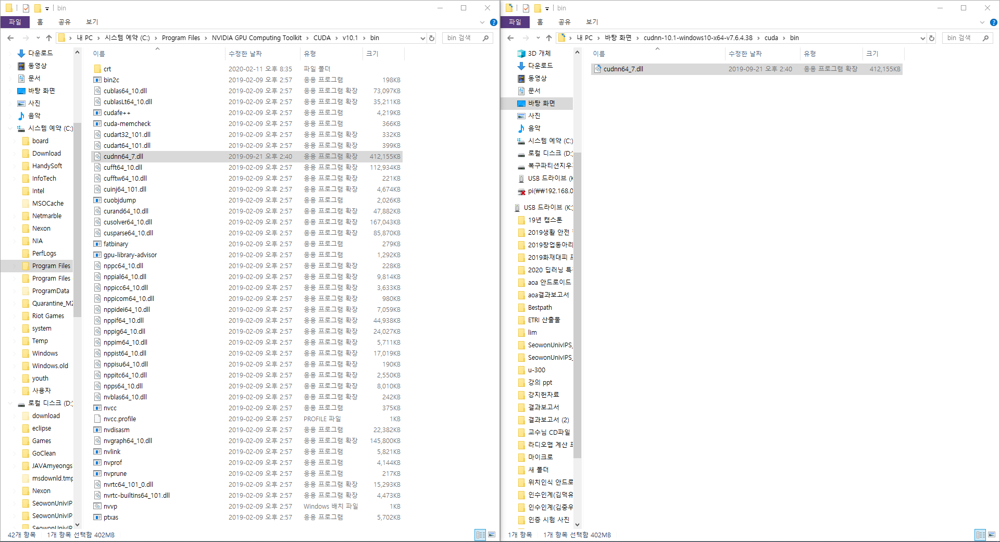 bin
파일 홈 공유 보기
내 PC 시스템 예약 (C:) Program Files NVIDIA GPU Computing Toolkit CUDA v10.1 bin
bin 검색
다운로드
동영상
문서
바탕 화면
사진
음악
시스템 예약 (C:)
board
Download
HandySoft
InfoTech
Intel
MSOCache
Netmarble
Nexon
NIA
PerfLogs
Program Files
Program Files
ProgramData
Quarantine_MZ
Riot Games
system
Temp
Windows
Windows.old
youth
사용자
로컬 디스크 (D:)
download
eclipse
Games
GoClean
JAVAmyeongs
msdownld.tmp
Nexon
SeowonUnivIP
SeowonUnivIP
SeowonUnivIP
이름 수정한 날짜 유형 크기
crt 2020-02-11 오후 8:35 파일 폴더
bin2c 2019-02-09 오후 2:57 응용 프로그램 198KB
cublas64_10.dll 2019-02-09 오후 2:57 응용 프로그램 확장 73,097KB
cublasLt64_10.dll 2019-02-09 오후 2:57 응용 프로그램 확장 35,211KB
cudafe++ 2019-02-09 오후 2:57 응용 프로그램 4,219KB
cuda-memcheck 2019-02-09 오후 2:57 응용 프로그램 366KB
cudart32_101.dll 2019-02-09 오후 2:57 응용 프로그램 확장 332KB
cudart64_101.dll 2019-02-09 오후 2:57 응용 프로그램 확장 399KB
cudnn64_7.dll 2019-09-21 오후 2:40 응용 프로그램 확장 412,155KB
cufft64_10.dll 2019-02-09 오후 2:57 응용 프로그램 확장 112,934KB
cufftw64_10.dll 2019-02-09 오후 2:57 응용 프로그램 확장 221KB
cuinj64_101.dll 2019-02-09 오후 2:57 응용 프로그램 확장 4,674KB
cuobjdump 2019-02-09 오후 2:57 응용 프로그램 2,026KB
curand64_10.dll 2019-02-09 오후 2:57 응용 프로그램 확장 47,882KB
cusolver64_10.dll 2019-02-09 오후 2:57 응용 프로그램 확장 167,043KB
cusparse64_10.dll 2019-02-09 오후 2:57 응용 프로그램 확장 85,870KB
fatbinary 2019-02-09 오후 2:57 응용 프로그램 279KB
gpu-library-advisor 2019-02-09 오후 2:57 응용 프로그램 1,292KB
nppc64_10.dll 2019-02-09 오후 2:57 응용 프로그램 확장 228KB
nppial64_10.dll 2019-02-09 오후 2:57 응용 프로그램 확장 9,814KB
nppicc64_10.dll 2019-02-09 오후 2:57 응용 프로그램 확장 3,633KB
nppicom64_10.dll 2019-02-09 오후 2:57 응용 프로그램 확장 980KB
nppidei64_10.dll 2019-02-09 오후 2:57 응용 프로그램 확장 7,059KB
nppif64_10.dll 2019-02-09 오후 2:57 응용 프로그램 확장 44,938KB
nppig64_10.dll 2019-02-09 오후 2:57 응용 프로그램 확장 24,027KB
nppim64_10.dll 2019-02-09 오후 2:57 응용 프로그램 확장 5,711KB
nppist64_10.dll 2019-02-09 오후 2:57 응용 프로그램 확장 17,019KB
nppisu64_10.dll 2019-02-09 오후 2:57 응용 프로그램 확장 190KB
nppitc64_10.dll 2019-02-09 오후 2:57 응용 프로그램 확장 2,550KB
npps64_10.dll 2019-02-09 오후 2:57 응용 프로그램 확장 8,010KB
nvblas64_10.dll 2019-02-09 오후 2:57 응용 프로그램 확장 242KB
nvcc 2019-02-09 오후 2:57 응용 프로그램 375KB
nvcc.profile 2019-02-09 오후 2:57 PROFILE 파일 1KB
nvdisasm 2019-02-09 오후 2:57 응용 프로그램 22,382KB
nvgraph64_10.dll 2019-02-09 오후 2:57 응용 프로그램 확장 145,800KB
nvlink 2019-02-09 오후 2:57 응용 프로그램 5,821KB
nvprof 2019-02-09 오후 2:57 응용 프로그램 4,144KB
nvprune 2019-02-09 오후 2:57 응용 프로그램 217KB
nvrtc64_101_0.dll 2019-02-09 오후 2:57 응용 프로그램 확장 15,293KB
nvrtc-builtins64_101.dll 2019-02-09 오후 2:57 응용 프로그램 확장 4,473KB
nvvp 2019-02-09 오후 2:57 Windows 배치 파일 1KB
ptxas 2019-02-09 오후 2:57 응용 프로그램 5,702KB
42개 항목 1개 항목 선택함 402MB
bin
파일 홈 공유 보기
내 PC 바탕 화면 cudnn-10.1-windows10-x64-v7.6.4.38 cuda bin
bin 검색
3D 개체
다운로드
동영상
문서
바탕 화면
사진
음악
시스템 예약 (C:)
로컬 디스크 (D:)
복구파티션지우
USB 드라이브 (K
pi(₩₩192.168.0
USB 드라이브 (K:)
19년 캡스톤
2019생활 안전
2019창업동아리
2019화재대피
2020 딥러닝 특
aoa 안드로이드
aoa결과보고서
Bestpath
ETRI 산출물
lim
SeowonUnivIPS_
SeowonUnivIPS_
u-300
강의 ppt
강지헌자료
결과보고서
결과보고서 (2)
교수님 CD파일
라디오맵 계산
마이크로
새 폴더
위치인식 안드로
인수인계(김덕유
인수인계(김중우
인증 시험 사진
이름 수정한 날짜 유형 크기
cudnn64_7.dll 2019-09-21 오후 2:40 응용 프로그램 확장 412,155KB
1개 항목 1개 항목 선택함 402MB